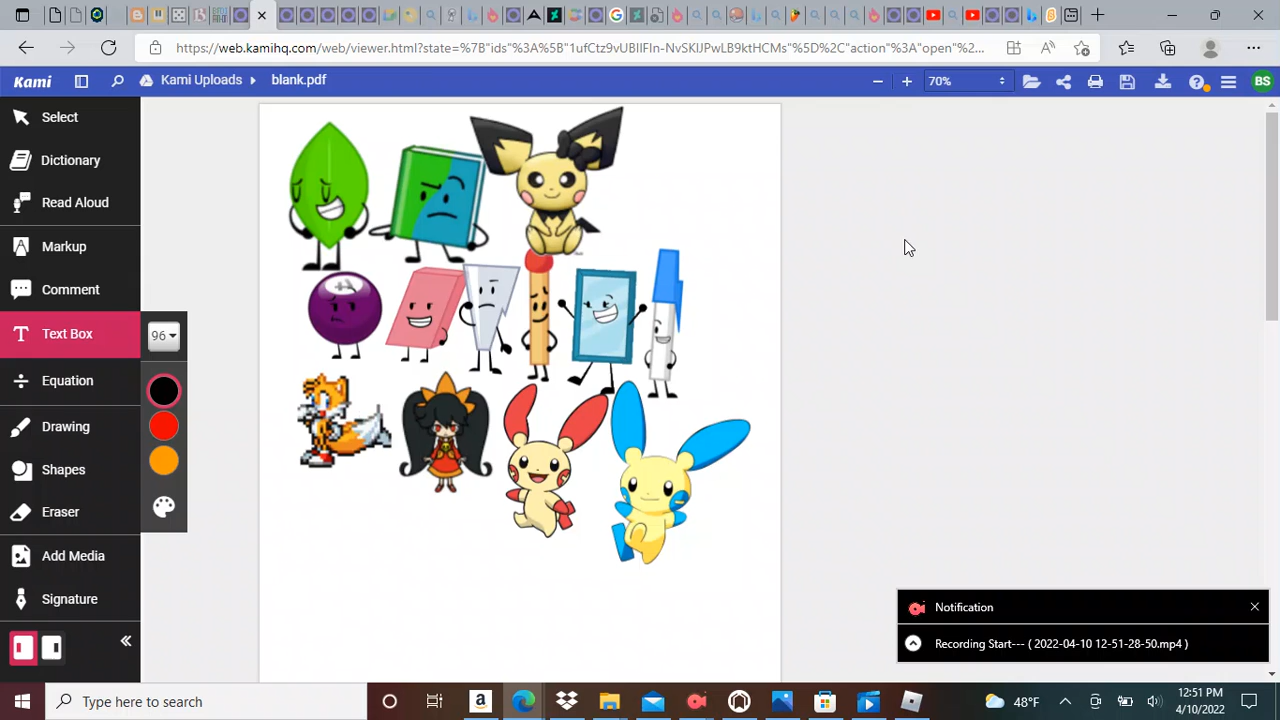 https://web.kamihq.com/web/viewer.html?state=%7B"ids"%3A%5B"1ufCtz9vUBIIFIn-NvSKIJPwLB9ktHCMs"%5D%2C"action"%3A"open"%2...
Kami
Kami Uploads
blank.pdf
70%
BS
Select
Dictionary
Read Aloud
Markup
Comment
Text Box
96
Equation
Drawing
Shapes
Eraser
Add Media
Signature
Notification
Recording Start--- ( 2022-04-10 12-51-28-50.mp4 )
Type here to search
48°F
12:51 PM
4/10/2022